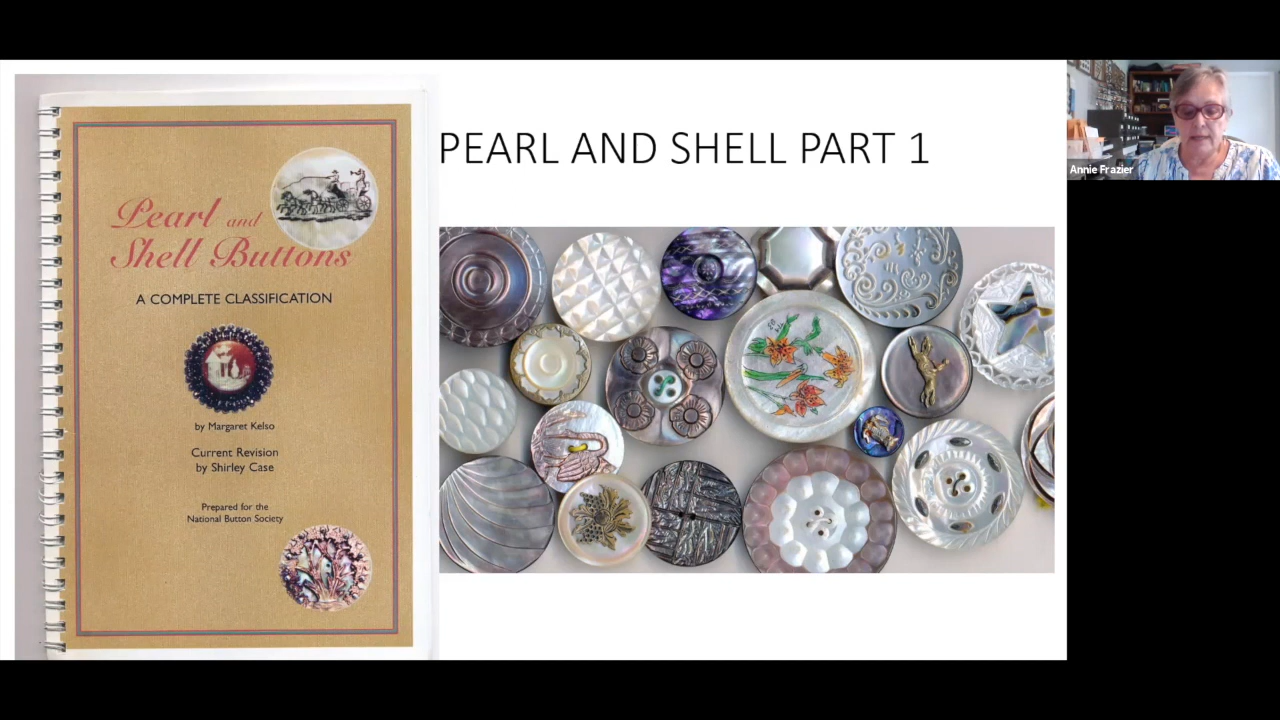 Pearl and
Shell Buttons
A COMPLETE CLASSIFICATION
by Margaret Kelso
Current Revision
by Shirley Case
Prepared for the
National Button Society
PEARL AND SHELL PART 1
Annie Frazier